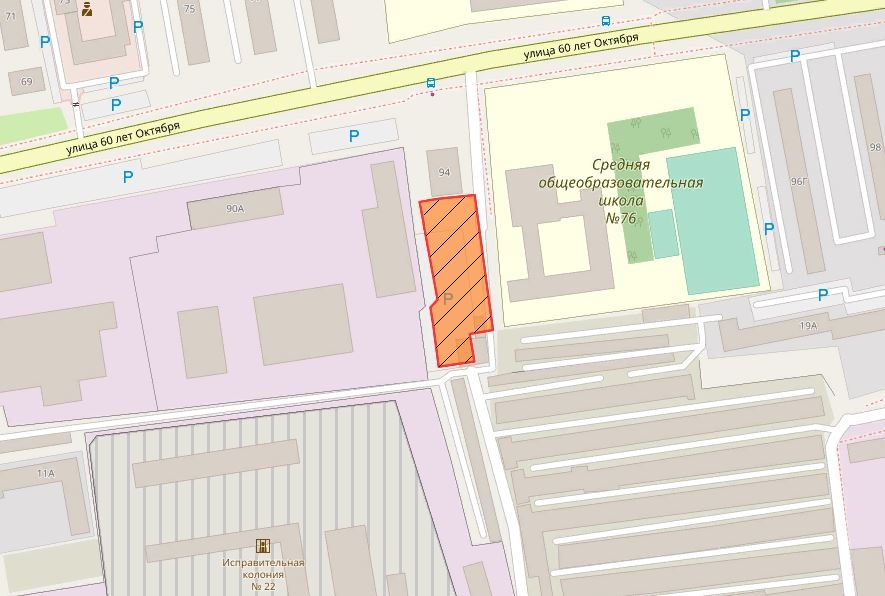 71
73
75
P
P
69
P
P
улица 60 лет Октября
P
улица 60 лет Октября
P
P
P
94
Средняя
общеобразовательная
школа
№76
96Г
98
90А
P
P
P
19А
11А
Исправительная
колония
№ 22